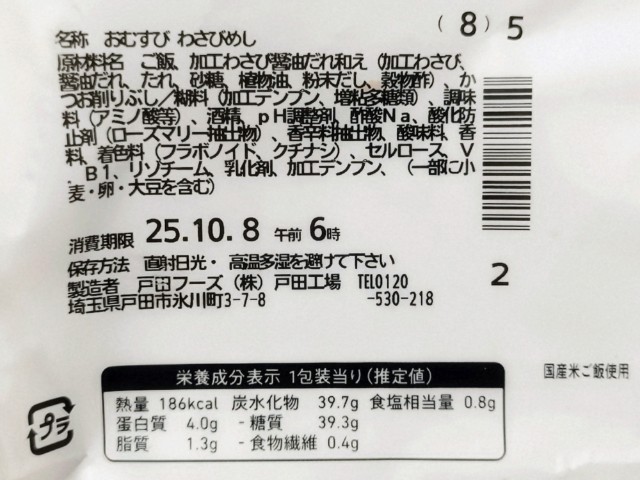 (8) 5
名称 おむすび わさびめし
原材料名 ご飯、加工わさび醤油だれ和え(加工わさび、
醤油だれ、たれ、砂糖、植物油、粉末だし、穀物酢)、か
つお削りぶし/糊料(加工デンプン、増粘多糖類)、調味
料(アミノ酸等)、酒精、pH調整剤、酢酸Na、酸化防
止剤(ローズマリー抽出物)、香辛料抽出物、酸味料、香
料、着色料(フラボノイド、クチナシ)、セルロース、V
.B1、リゾチーム、乳化剤、加工デンプン、(一部に小
麦・卵・大豆を含む)
消費期限 25.10.8 午前6時
保存方法 直射日光・高温多湿を避けて下さい
製造者 戸田フーズ(株)戸田工場 TEL0120
埼玉県戸田市氷川町3-7-8 -530-218
2
栄養成分表示 1包装当り(推定値)
熱量 186kcal 炭水化物 39.7g 食塩相当量 0.8g
蛋白質 4.0g -糖質 39.3g
脂質 1.3g -食物繊維 0.4g
国産米ご飯使用
プラ